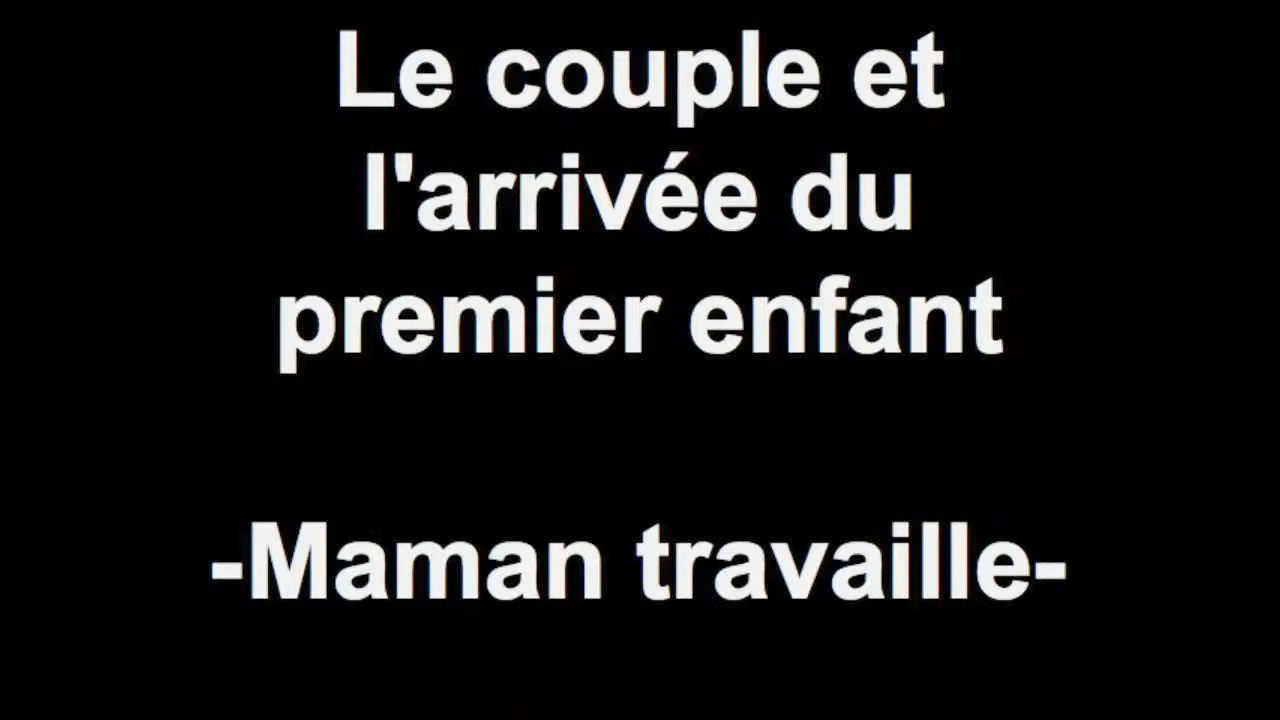 Le couple et
l'arrivée du
premier enfant
-Maman travaille-